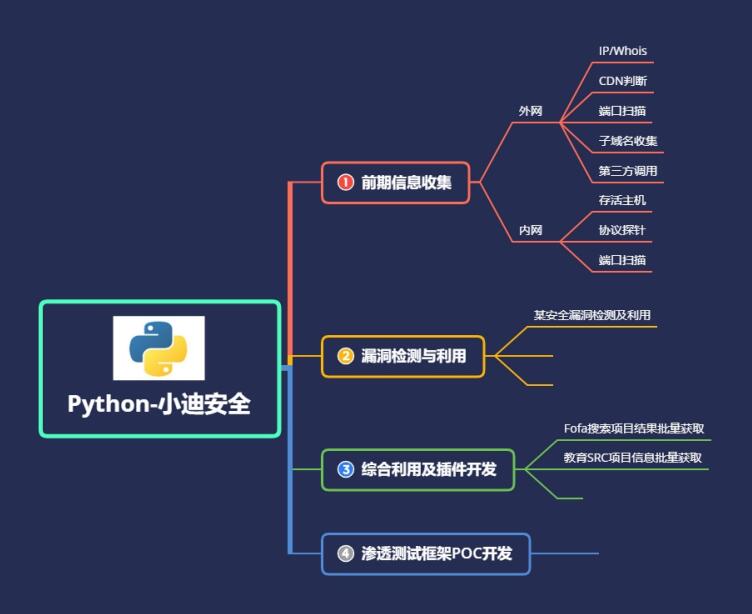 Python-小迪安全
① 前期信息收集
外网
IP/Whois
CDN判断
端口扫描
子域名收集
第三方调用
内网
存活主机
协议探针
端口扫描
② 漏洞检测与利用
某安全漏洞检测及利用
③ 综合利用及插件开发
Fofa搜索项目结果批量获取
教育SRC项目信息批量获取
④ 渗透测试框架POC开发